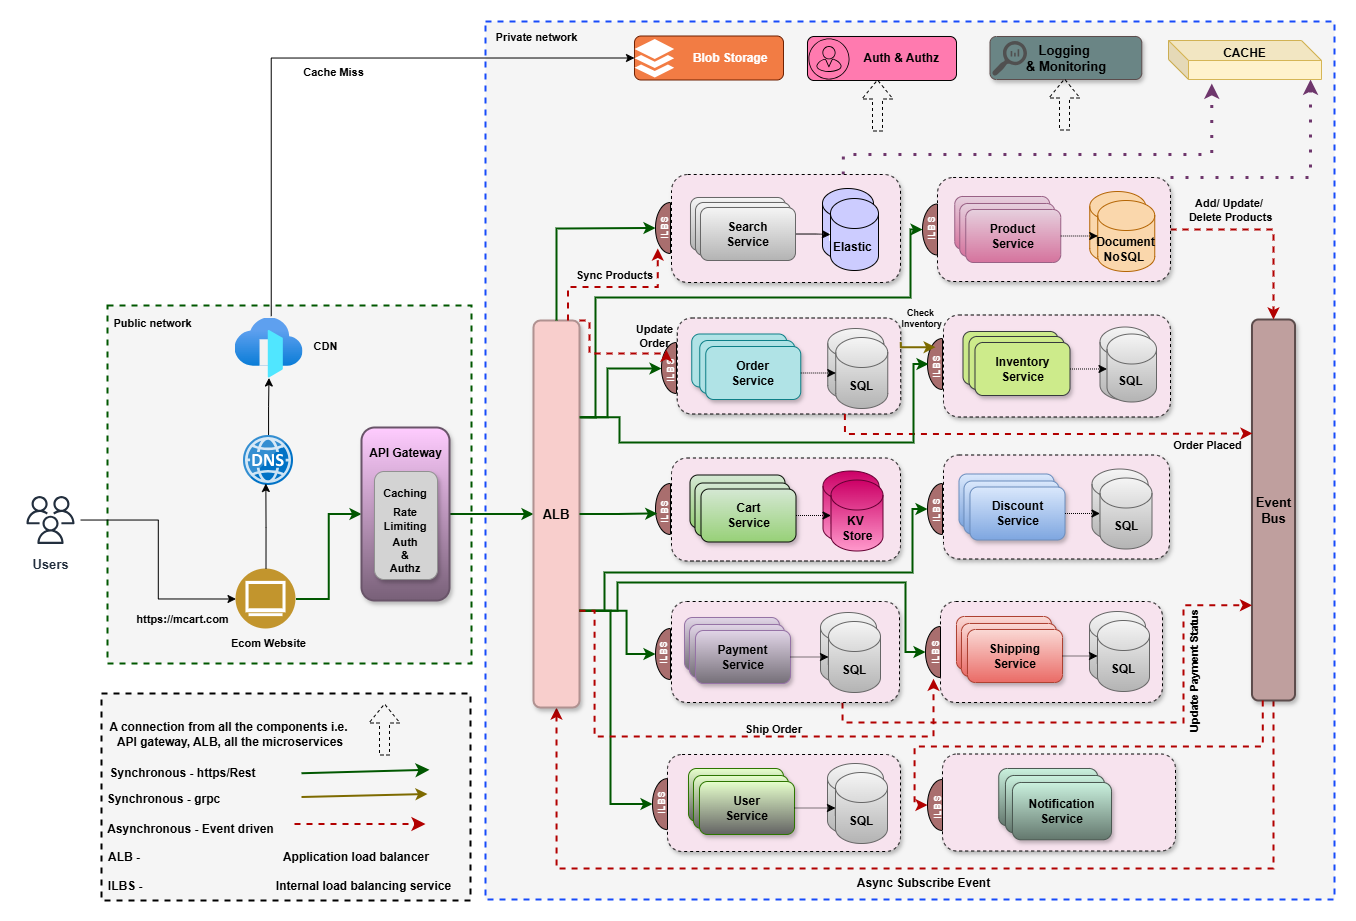 Private network
Blob Storage
Auth & Authz
Logging
& Monitoring
CACHE
Cache Miss
ILBS
Search
Service
Elastic
ILBS
Product
Service
Document
NoSQL
Add/ Update/
Delete Products
Sync Products
Public network
CDN
Update
Order
ILBS
Order
Service
SQL
Check
Inventory
ILBS
Inventory
Service
SQL
Order Placed
DNS
API Gateway
Caching
Rate
Limiting
Auth
&
Authz
ALB
ILBS
Cart
Service
KV
Store
ILBS
Discount
Service
SQL
Event
Bus
Users
https://mcart.com
Ecom Website
ILBS
Payment
Service
SQL
ILBS
Shipping
Service
SQL
Update Payment Status
Ship Order
ILBS
User
Service
SQL
ILBS
Notification
Service
Async Subscribe Event
A connection from all the components i.e.
API gateway, ALB, all the microservices
Synchronous - https/Rest
Synchronous - grpc
Asynchronous - Event driven
ALB - Application load balancer
ILBS - Internal load balancing service